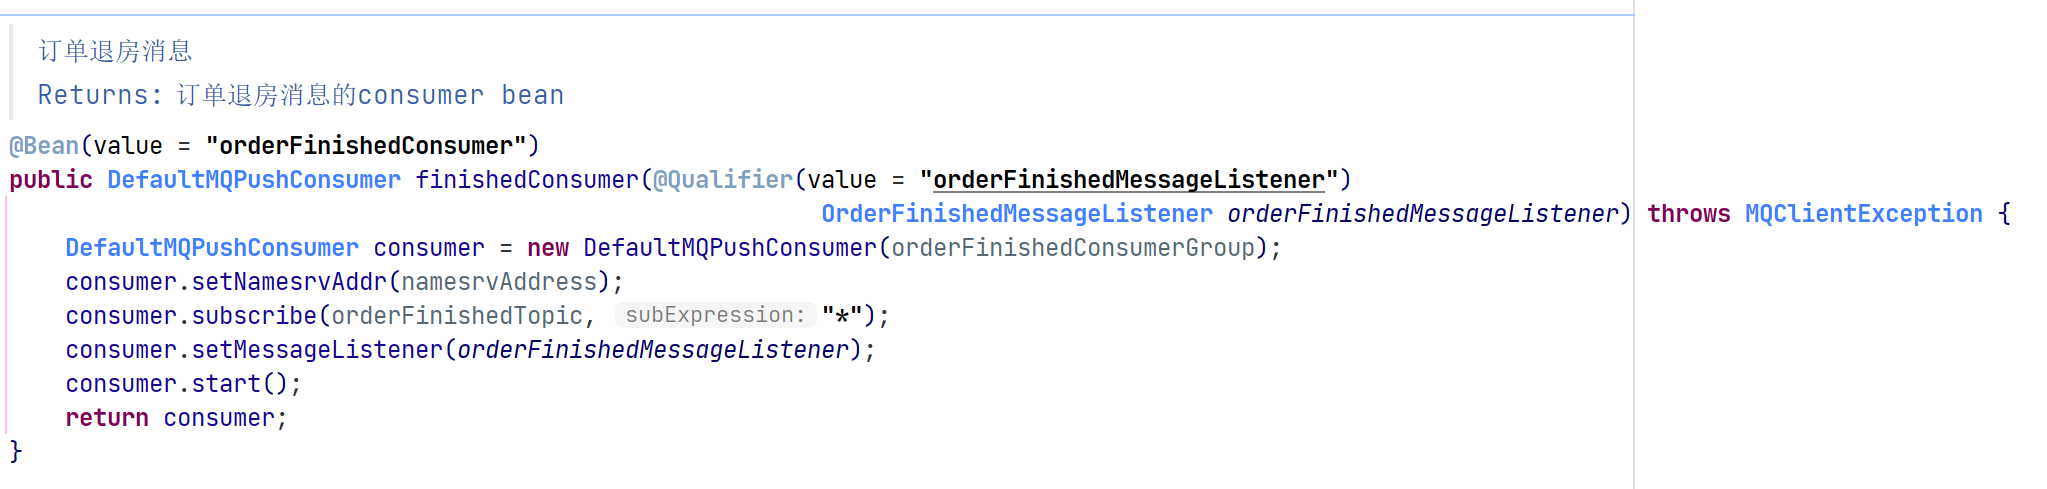 订单退房消息
Returns: 订单退房消息的consumer bean
@Bean(value = "orderFinishedConsumer")
public DefaultMQPushConsumer finishedConsumer(@Qualifier(value = "orderFinishedMessageListener")
OrderFinishedMessageListener orderFinishedMessageListener) throws MQClientException {
DefaultMQPushConsumer consumer = new DefaultMQPushConsumer(orderFinishedConsumerGroup);
consumer.setNamesrvAddr(namesrvAddress);
consumer.subscribe(orderFinishedTopic, subExpression: "*");
consumer.setMessageListener(orderFinishedMessageListener);
consumer.start();
return consumer;
}